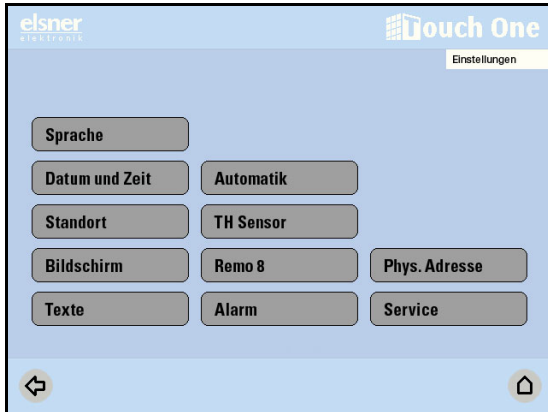 elsner
elektronik
Touch One
Einstellungen
Sprache
Datum und Zeit
Automatik
Standort
TH Sensor
Bildschirm
Remo 8
Phys. Adresse
Texte
Alarm
Service